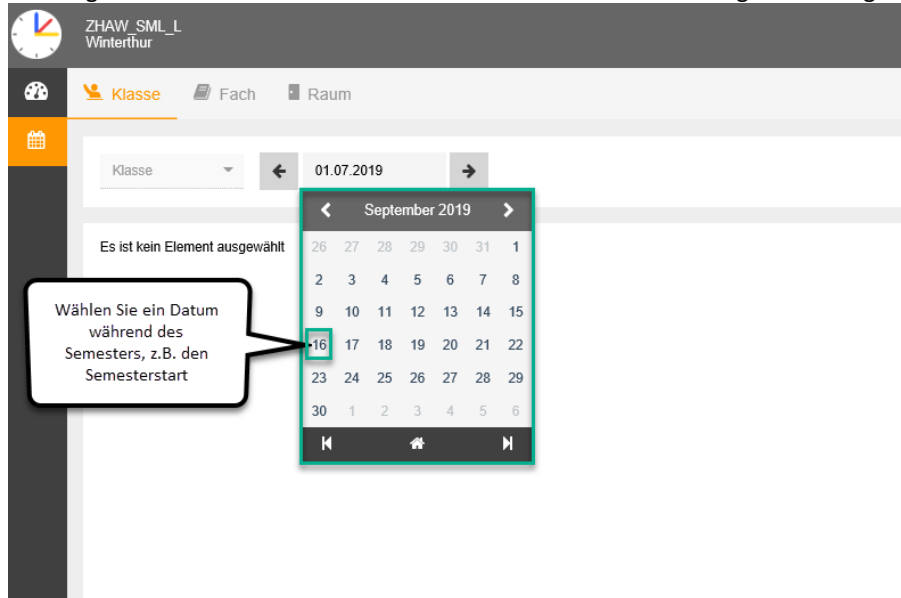 ZHAW_SML_L
Winterthur
Klasse Fach Raum
Klasse 01.07.2019
September 2019
Es ist kein Element ausgewählt
26 27 28 29 30 31 1
2 3 4 5 6 7 8
9 10 11 12 13 14 15
16 17 18 19 20 21 22
23 24 25 26 27 28 29
30 1 2 3 4 5 6
Wählen Sie ein Datum
während des
Semesters, z.B. den
Semesterstart